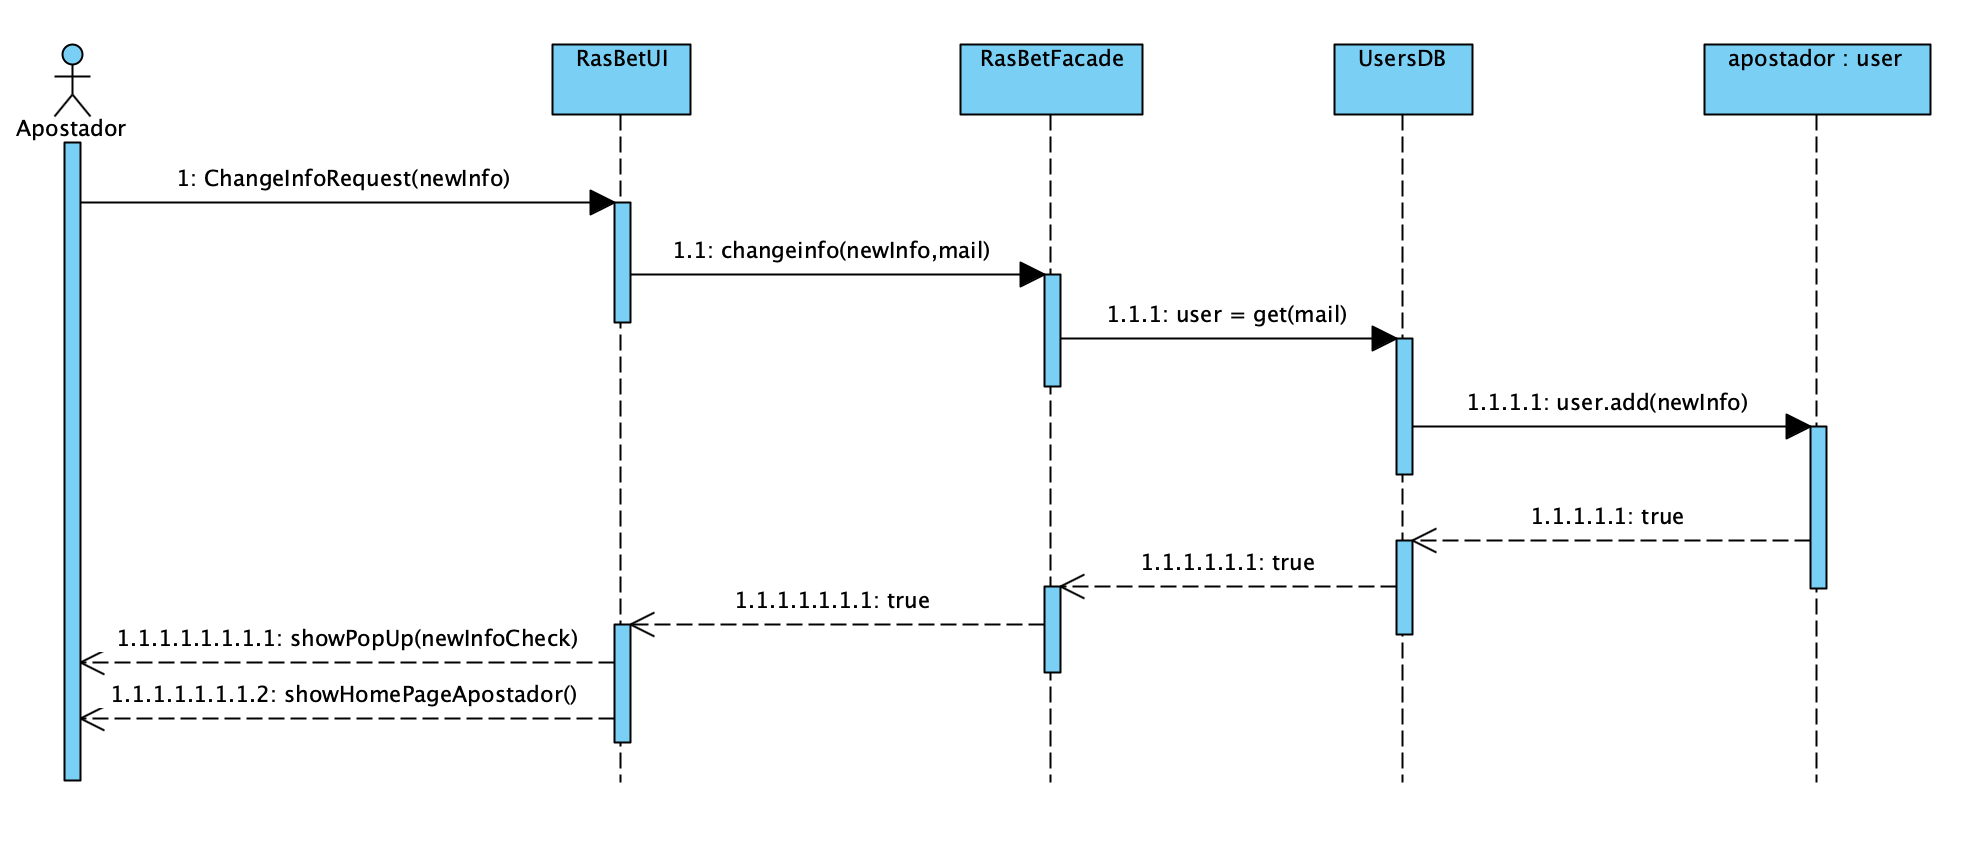 Apostador
RasBetUI
RasBetFacade
UsersDB
apostador : user
1: ChangeInfoRequest(newInfo)
1.1: changeinfo(newInfo,mail)
1.1.1: user = get(mail)
1.1.1.1: user.add(newInfo)
1.1.1.1.1: true
1.1.1.1.1.1: true
1.1.1.1.1.1.1: true
1.1.1.1.1.1.1.1: showPopUp(newInfoCheck)
1.1.1.1.1.1.1.2: showHomePageApostador()